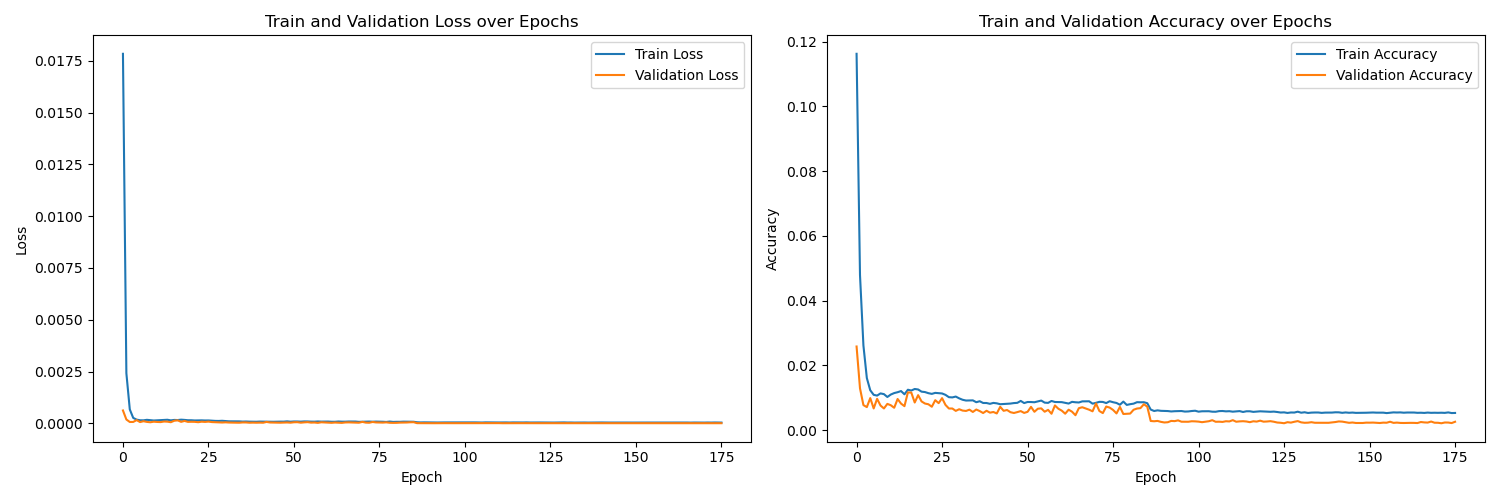 Train and Validation Loss over Epochs
Train Loss
Validation Loss
0.0175
0.0150
0.0125
0.0100
0.0075
0.0050
0.0025
0.0000
Loss
0 25 50 75 100 125 150 175
Epoch
Train and Validation Accuracy over Epochs
Train Accuracy
Validation Accuracy
0.12
0.10
0.08
0.06
0.04
0.02
0.00
Accuracy
0 25 50 75 100 125 150 175
Epoch